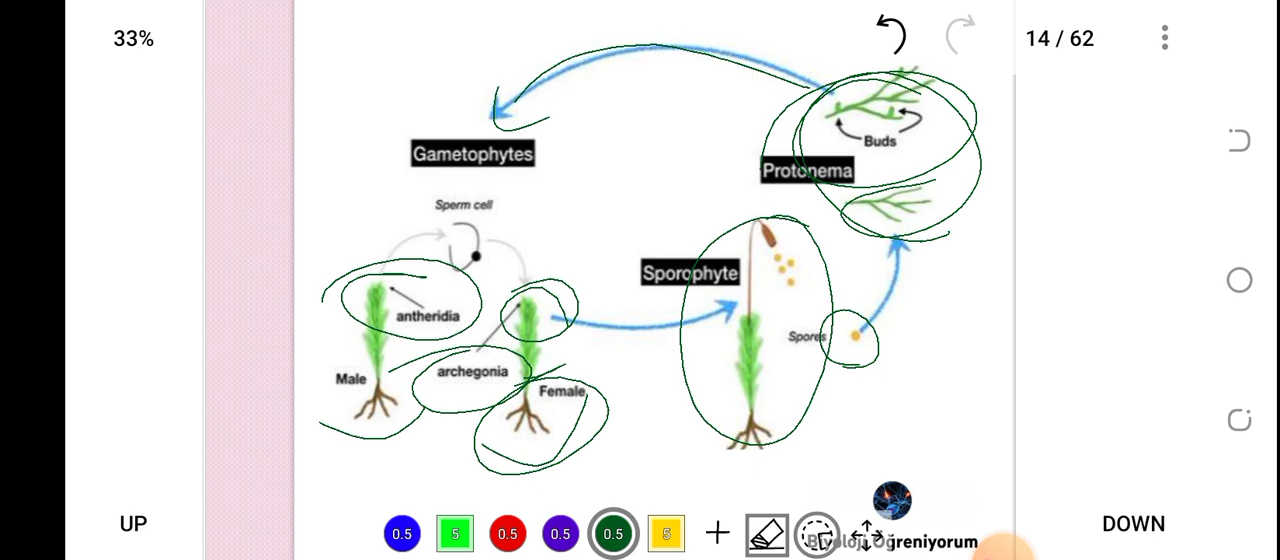 33%
14 / 62
Buds
Gametophytes
Protonema
Sperm cell
Sporophyte
antheridia
Spores
archegonia
Male
Female
UP
0.5
5
0.5
0.5
0.5
5
DOWN
Biyoloji Öğreniyorum